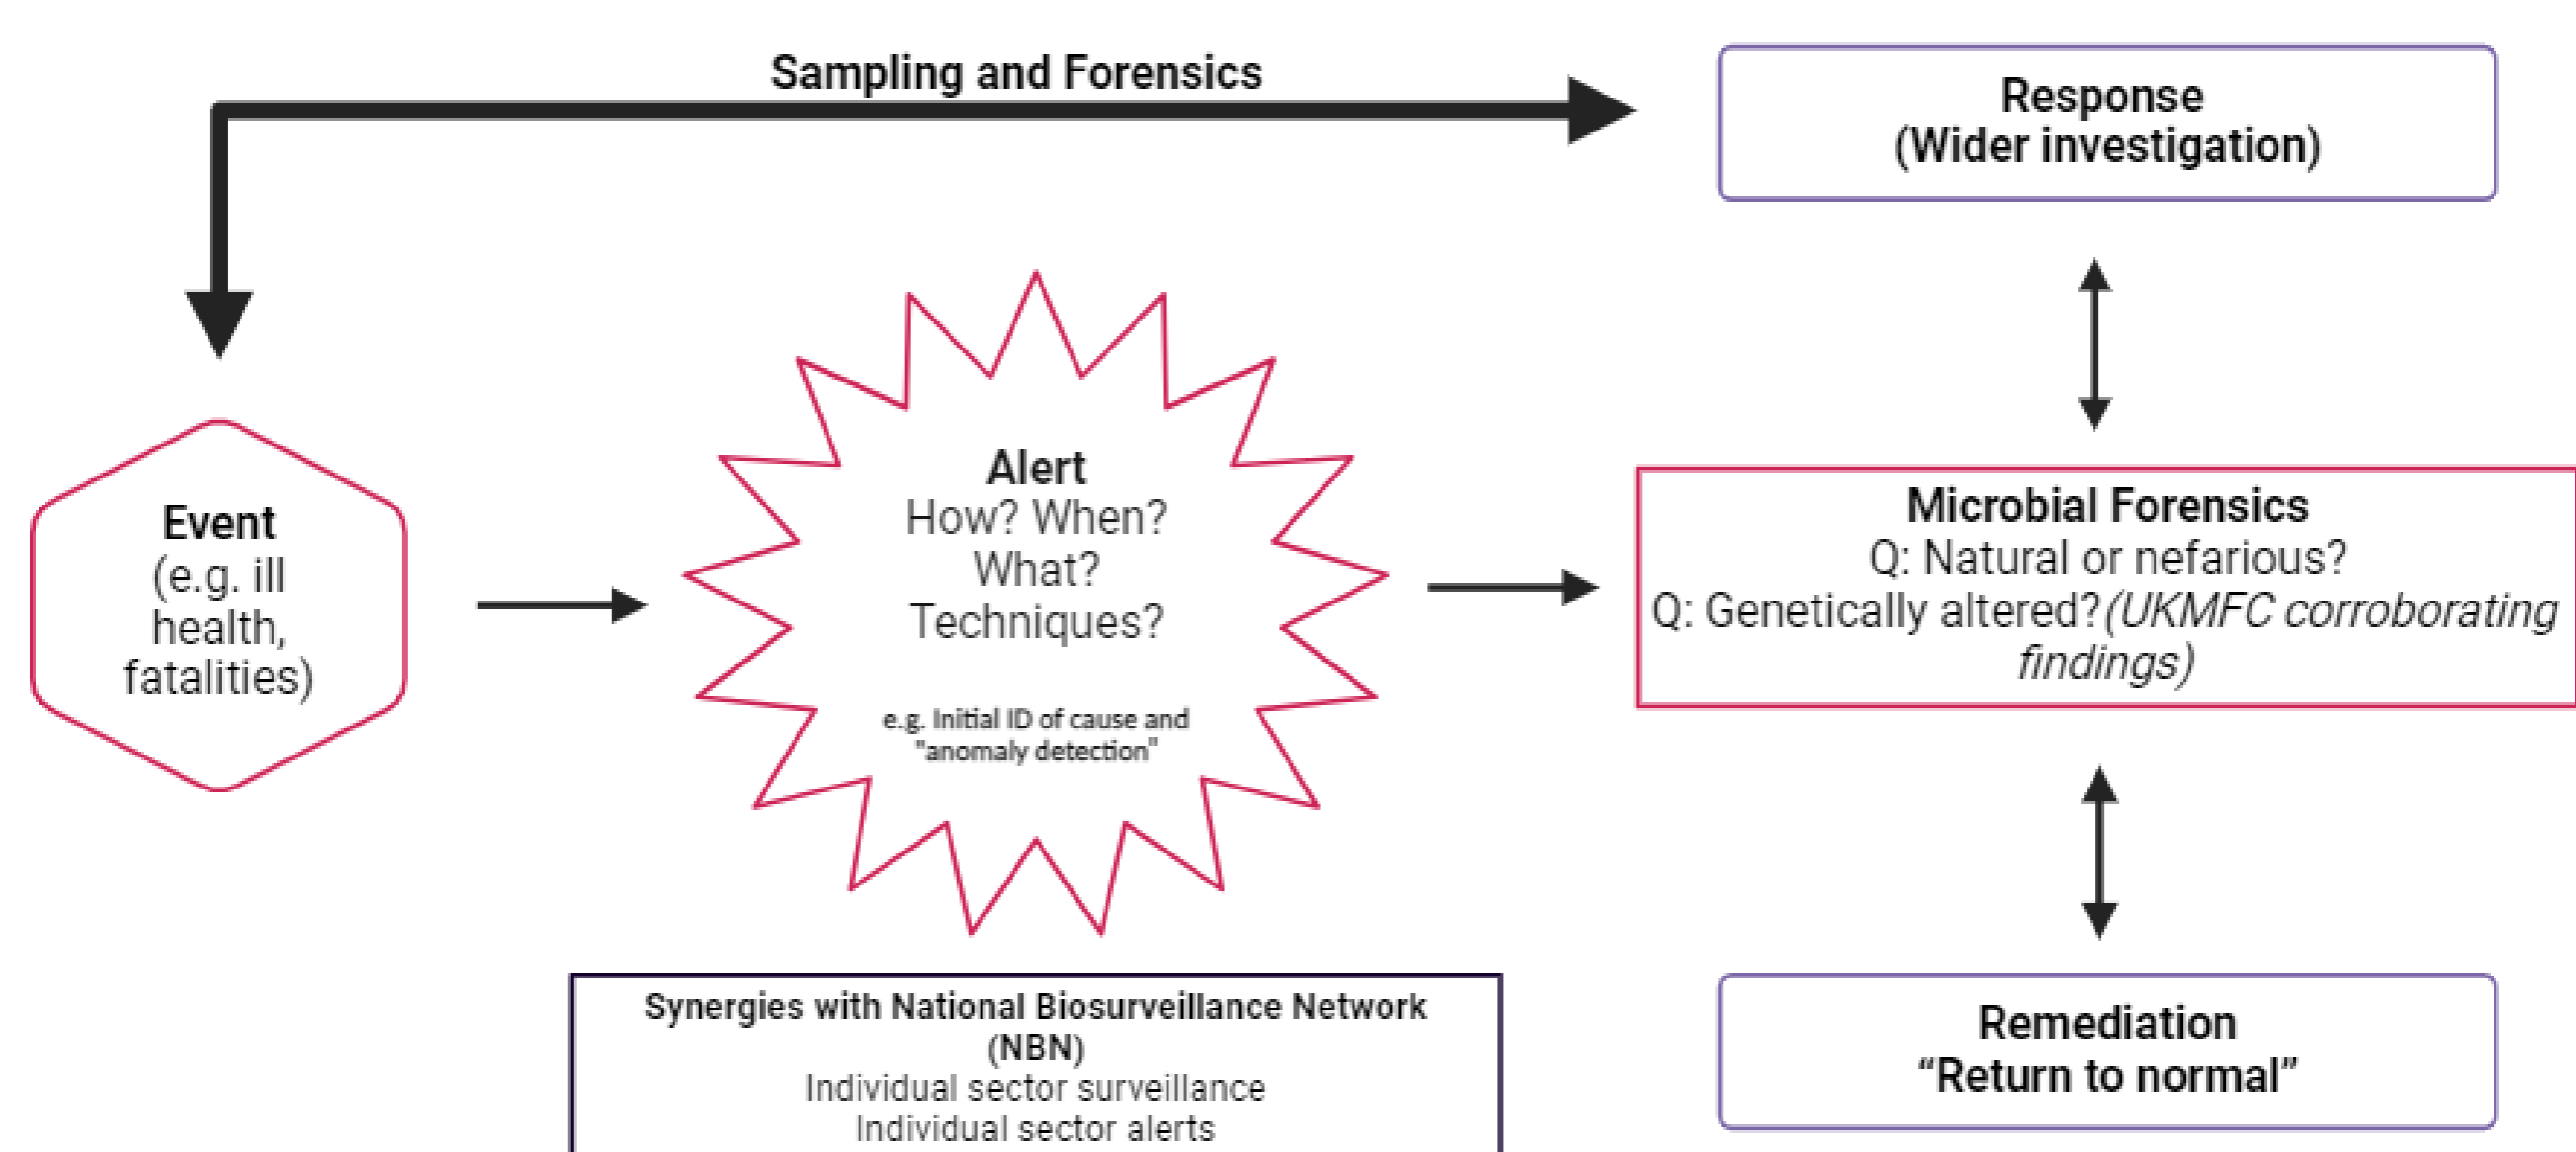 Sampling and Forensics
Response
(Wider investigation)
Event
(e.g. ill
health,
fatalities)
Alert
How? When?
What?
Techniques?
e.g. Initial ID of cause and
"anomaly detection"
Microbial Forensics
Q: Natural or nefarious?
Q: Genetically altered?(UKMFC corroborating
findings)
Synergies with National Biosurveillance Network
(NBN)
Individual sector surveillance
Individual sector alerts
Remediation
“Return to normal”